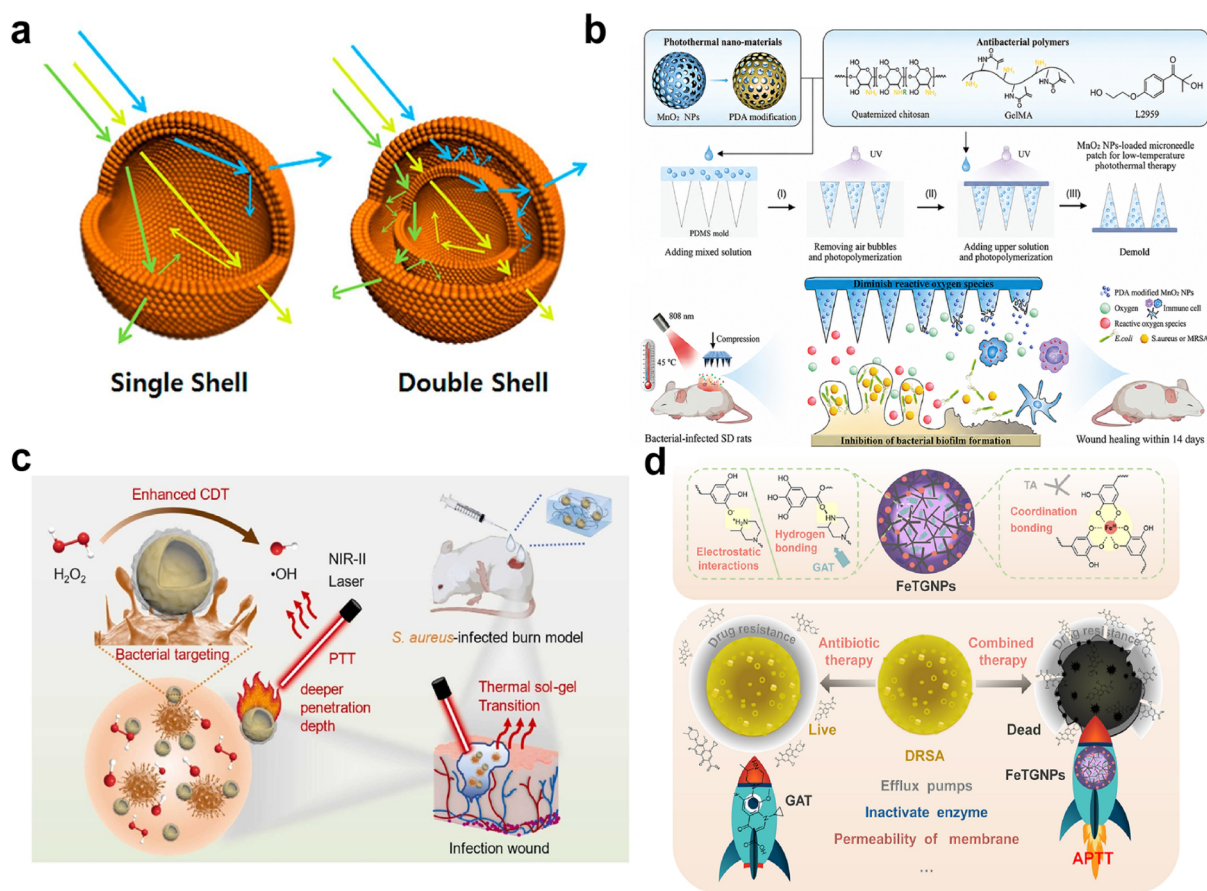 a
Single Shell
Double Shell
b
Photothermal nano-materials
MnO₂ NPs
PDA modification
Antibacterial polymers
Quaternized chitosan
GelMA
L2959
UV
UV
MnO₂ NPs-loaded microneedle
patch for low-temperature
photothermal therapy
PDMS mold
(I)
(II)
(III)
Adding mixed solution
Removing air bubbles
and photopolymerization
Adding upper solution
and photopolymerization
Demold
Diminish reactive oxygen species
808 nm
Compression
45 ℃
PDA modified MnO₂ NPs
Oxygen
Immune cell
Reactive oxygen species
E.coli
S.aureus or MRSA
Bacterial-infected SD rats
Inhibition of bacterial biofilm formation
Wound healing within 14 days
c
Enhanced CDT
H₂O₂
•OH
NIR-II
Laser
Bacterial targeting
PTT
deeper
penetration
depth
S. aureus-infected burn model
Thermal sol-gel
Transition
Infection wound
d
Electrostatic
interactions
Hydrogen
bonding
GAT
FeTGNPs
TA
Coordination
bonding
Drug resistance
Antibiotic
therapy
Combined
therapy
Drug resistance
Live
DRSA
Dead
GAT
Efflux pumps
Inactivate enzyme
Permeability of membrane
...
FeTGNPs
APTT